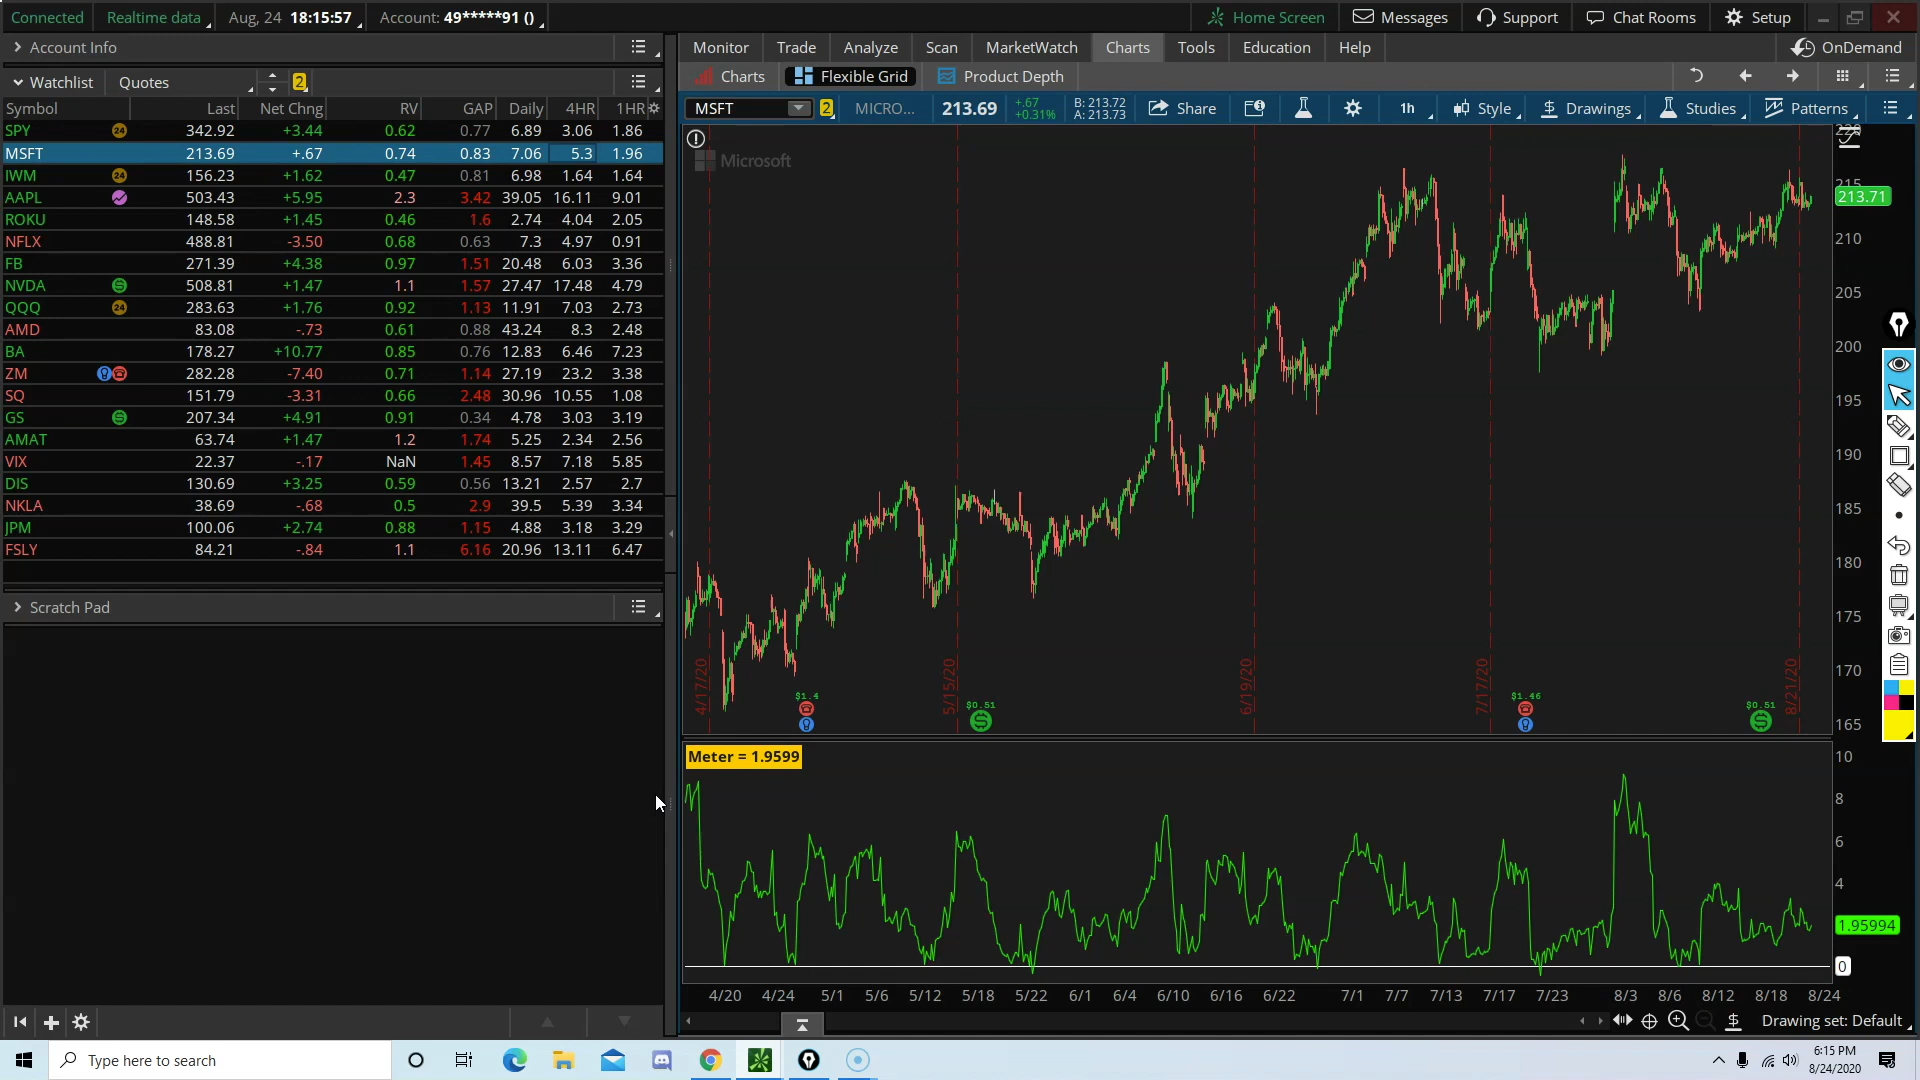 Connected Realtime data Aug, 24 18:15:57 Account: 49*****91 () Home Screen Messages Support Chat Rooms Setup
Account Info
Monitor Trade Analyze Scan MarketWatch Charts Tools Education Help OnDemand
Watchlist Quotes 2
Charts Flexible Grid Product Depth
Symbol Last Net Chng RV GAP Daily 4HR 1HR
MSFT 2 MICRO... 213.69 +.67 +0.31% B: 213.72 A: 213.73 Share 1h Style $ Drawings Studies Patterns
SPY 24 342.92 +3.44 0.62 0.77 6.89 3.06 1.86
MSFT 213.69 +.67 0.74 0.83 7.06 5.3 1.96
IWM 24 156.23 +1.62 0.47 0.81 6.98 1.64 1.64
AAPL 503.43 +5.95 2.3 3.42 39.05 16.11 9.01
ROKU 148.58 +1.45 0.46 1.6 2.74 4.04 2.05
NFLX 488.81 -3.50 0.68 0.63 7.3 4.97 0.91
FB 271.39 +4.38 0.97 1.51 20.48 6.03 3.36
NVDA 508.81 +1.47 1.1 1.57 27.47 17.48 4.79
QQQ 24 283.63 +1.76 0.92 1.13 11.91 7.03 2.73
AMD 83.08 -.73 0.61 0.88 43.24 8.3 2.48
BA 178.27 +10.77 0.85 0.76 12.83 6.46 7.23
ZM 282.28 -7.40 0.71 1.14 27.19 23.2 3.38
SQ 151.79 -3.31 0.66 2.48 30.96 10.55 1.08
GS 207.34 +4.91 0.91 0.34 4.78 3.03 3.19
AMAT 63.74 +1.47 1.2 1.74 5.25 2.34 2.56
VIX 22.37 -.17 NaN 1.45 8.57 7.18 5.85
DIS 130.69 +3.25 0.59 0.56 13.21 2.57 2.7
NKLA 38.69 -.68 0.5 2.9 39.5 5.39 3.34
JPM 100.06 +2.74 0.88 1.15 4.88 3.18 3.29
FSLY 84.21 -.84 1.1 6.16 20.96 13.11 6.47
Scratch Pad
Microsoft
220
215
213.71
210
205
200
195
190
185
180
175
170
165
4/17/20 5/15/20 6/19/20 7/17/20 8/21/20
$1.4 $0.51 $1.46 $0.51
Meter = 1.9599
10
8
6
4
1.95994
0
4/20 4/24 5/1 5/6 5/12 5/18 5/22 6/1 6/4 6/10 6/16 6/22 7/1 7/7 7/13 7/17 7/23 8/3 8/6 8/12 8/18 8/24
$ Drawing set: Default
Type here to search
6:15 PM
8/24/2020